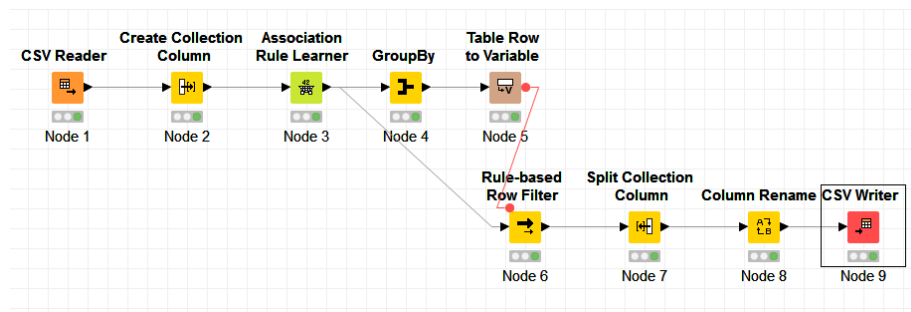 Create Collection
Column
Association
Rule Learner
Table Row
to Variable
CSV Reader
GroupBy
Node 1
Node 2
Node 3
Node 4
Node 5
Rule-based
Row Filter
Split Collection
Column
Column Rename
CSV Writer
Node 6
Node 7
Node 8
Node 9